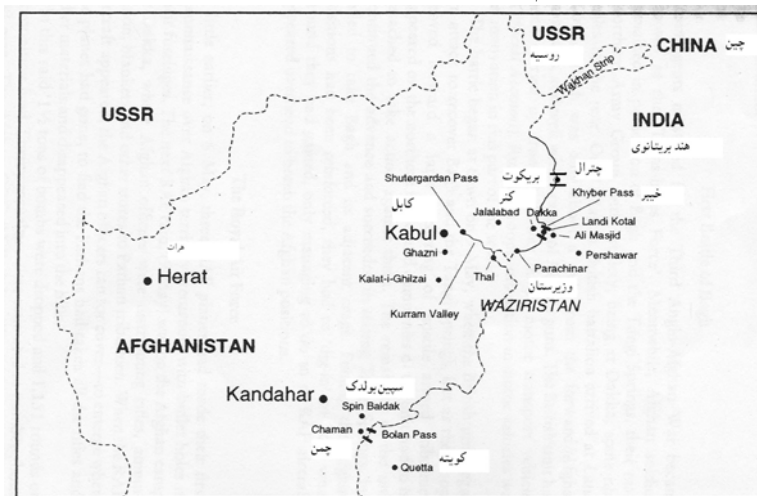 USSR
روسیه
CHINA
چین
Wakhan Strip
USSR
INDIA
هند بریتانوی
چترال
بریکوت
Shutergardan Pass
کنر
Khyber Pass
خیبر
کابل
Jalalabad
Dakka
Landi Kotal
Kabul
Ali Masjid
هرات
Ghazni
Pershawar
Thal
Parachinar
Herat
Kalat-i-Ghilzai
وزیرستان
WAZIRISTAN
Kurram Valley
AFGHANISTAN
سپین بولدک
Kandahar
Spin Baldak
Chaman
Bolan Pass
چمن
کویته
Quetta